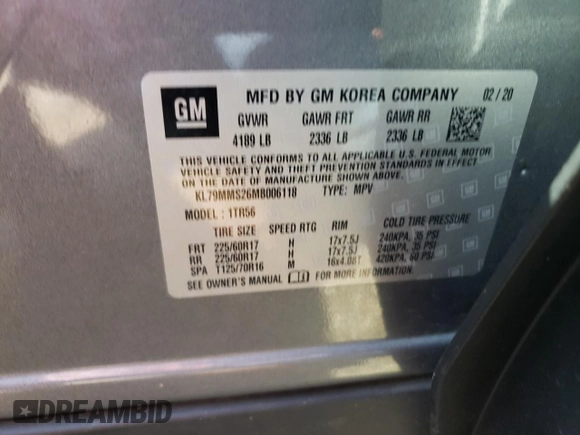 GM
MFD BY GM KOREA COMPANY 02/20
GVWR GAWR FRT GAWR RR
4189 LB 2336 LB 2336 LB
THIS VEHICLE CONFORMS TO ALL APPLICABLE U.S. FEDERAL MOTOR
VEHICLE SAFETY, BUMPER, AND THEFT PREVENTION STANDARDS IN
EFFECT ON THE DATE OF MANUFACTURE SHOWN ABOVE.
KL79MMS26MB006118 TYPE: MPV
MODEL: 1TR56
TIRE SIZE SPEED RTG RIM COLD TIRE PRESSURE
FRT 225/60R17 H 17x7.5J 240KPA, 35 PSI
RR 225/60R17 H 17x7.5J 240KPA, 35 PSI
SPA T125/70R16 M 16x4.0BT 420KPA, 60 PSI
SEE OWNER'S MANUAL FOR MORE INFORMATION.
DREAMBID